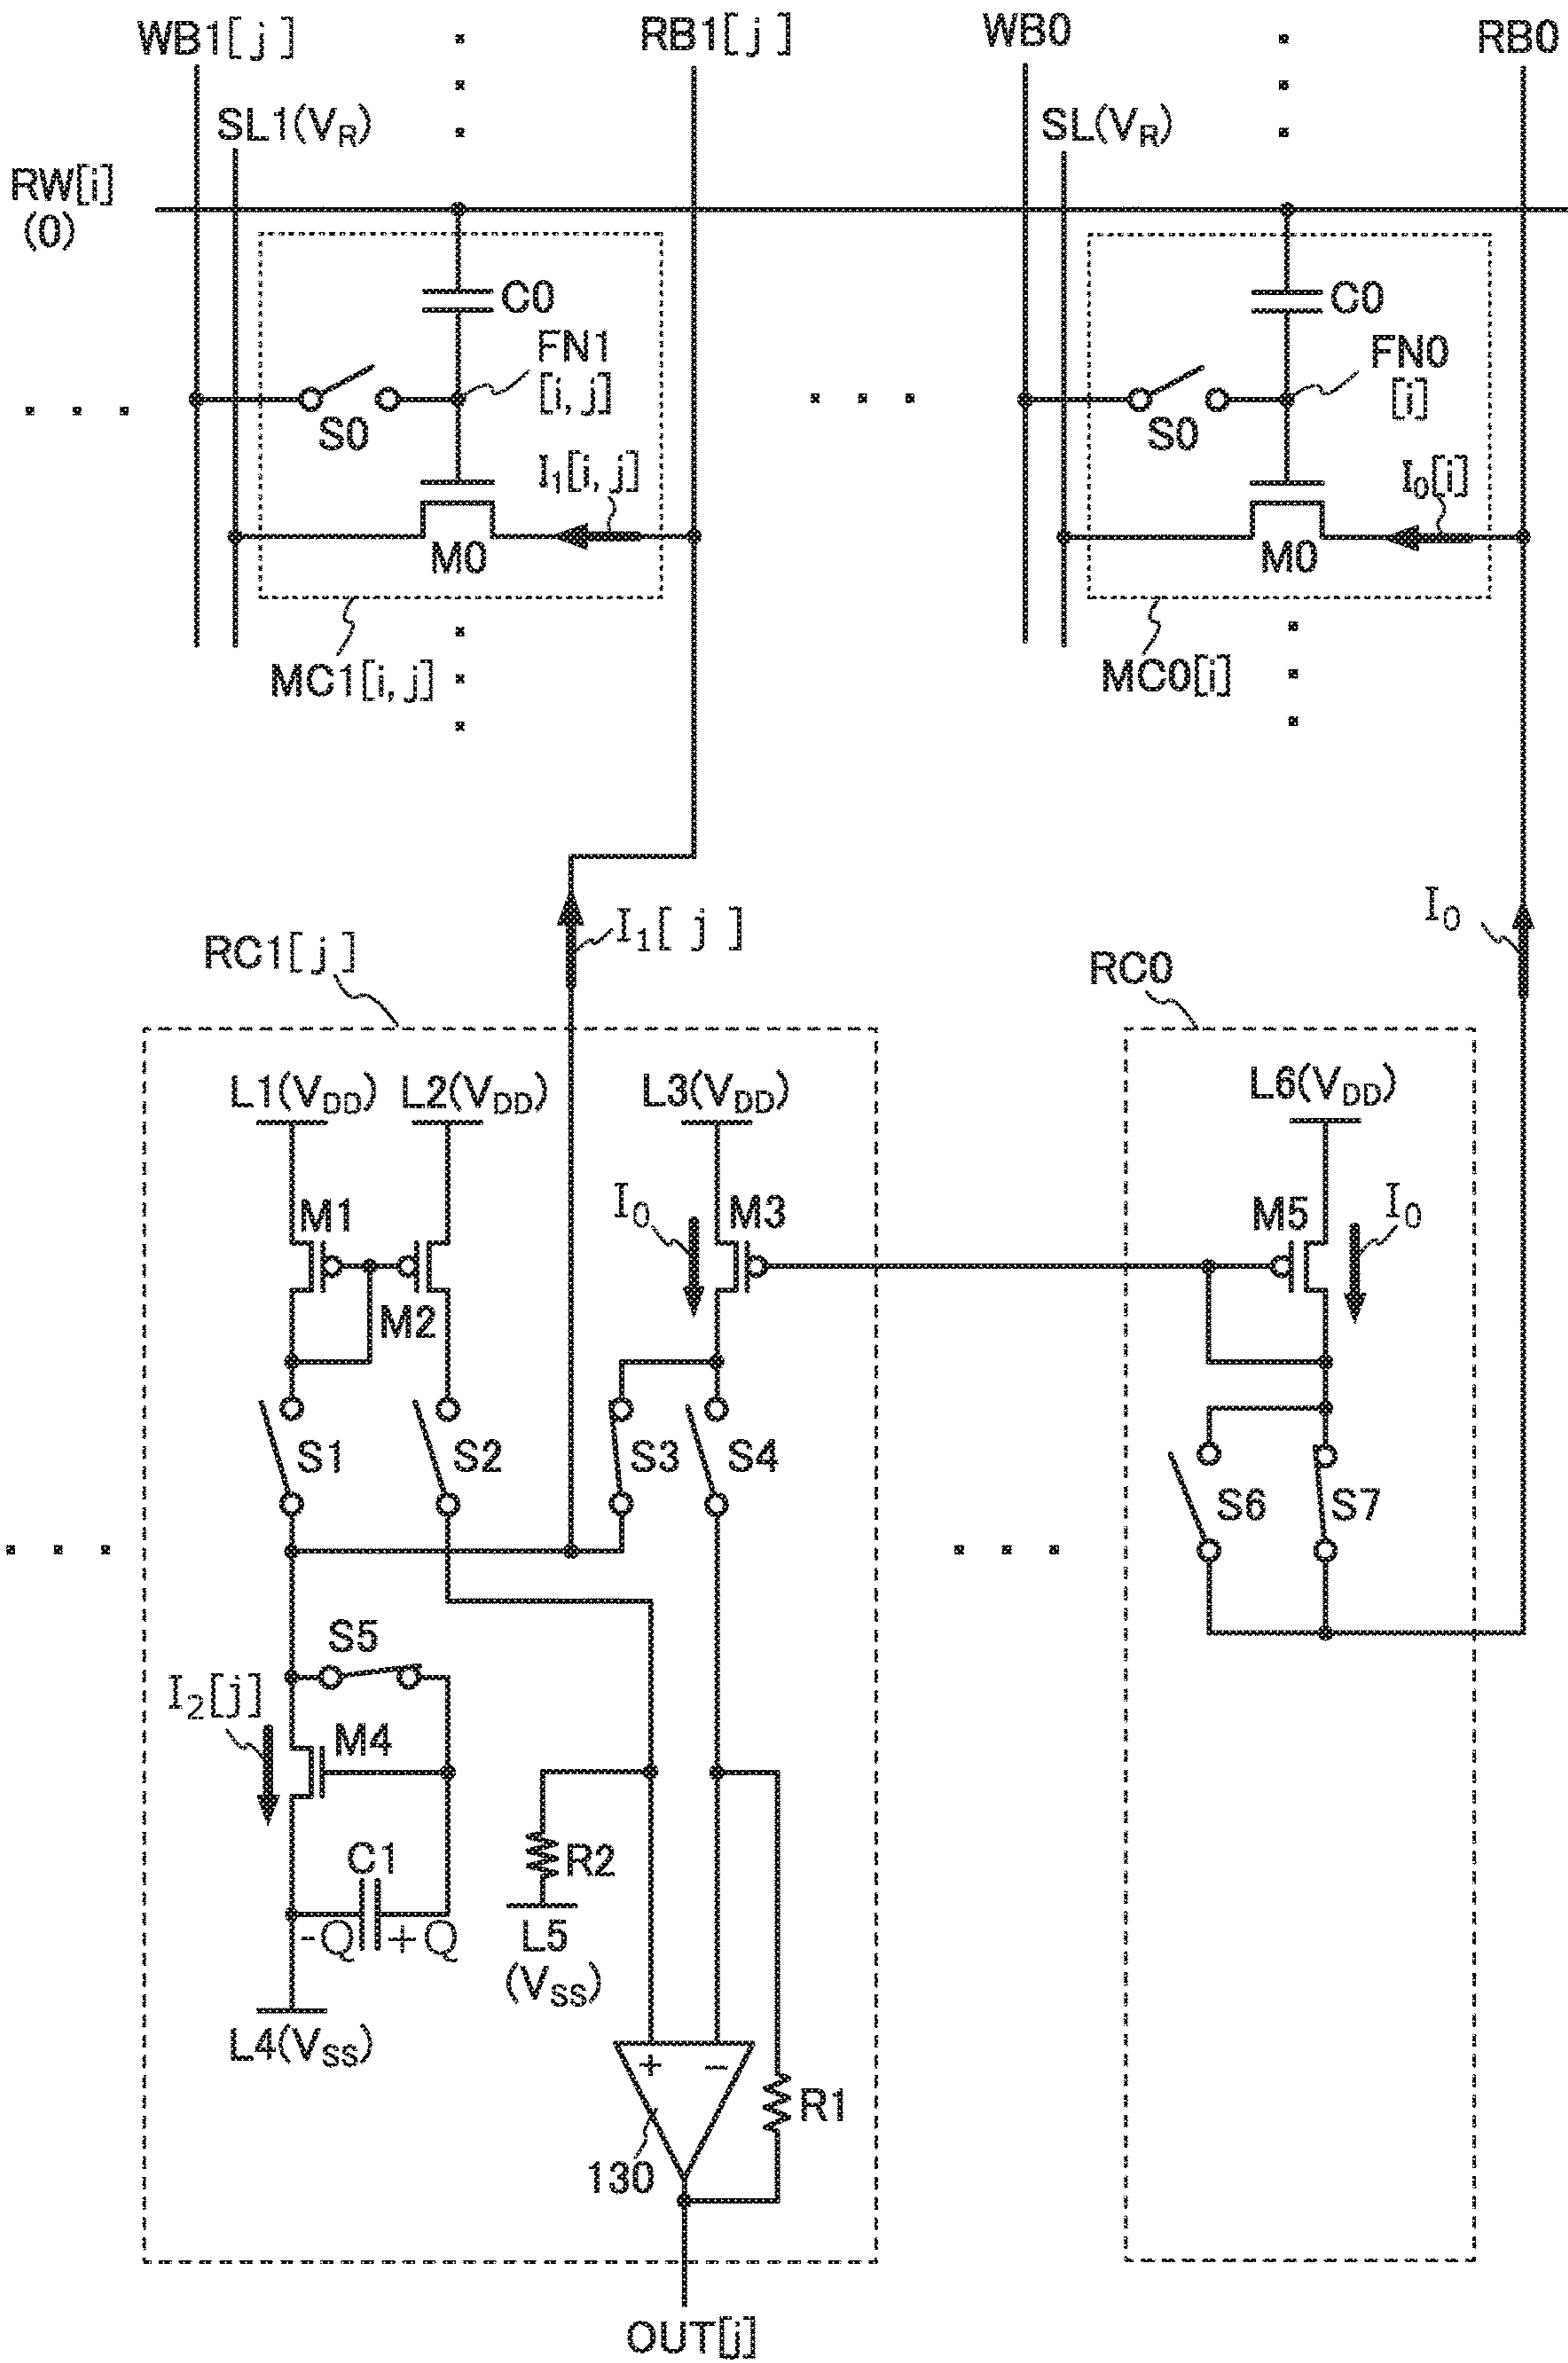 WB1[j]
RB1[j]
WB0
RB0
SL1(VR)
SL(VR)
RW[i]
(0)
C0
C0
FN1
[i,j]
FN0
[i]
S0
S0
I1[i,j]
I0[i]
M0
M0
MC1[i,j]
MC0[i]
I1[j]
I0
RC1[j]
RC0
L1(VDD)
L2(VDD)
L3(VDD)
L6(VDD)
M1
I0
M3
M5
I0
M2
S1
S2
S3
S4
S6
S7
S5
I2[j]
M4
C1
R2
-Q
+Q
L5
(VSS)
L4(VSS)
+
−
R1
130
OUT[j]